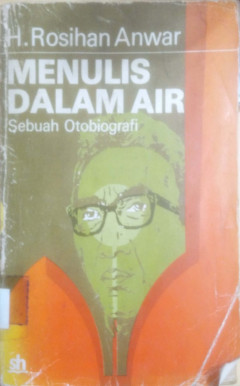 H.Rosihan Anwar
MENULIS
DALAM AIR
Sebuah Otobiografi
sh